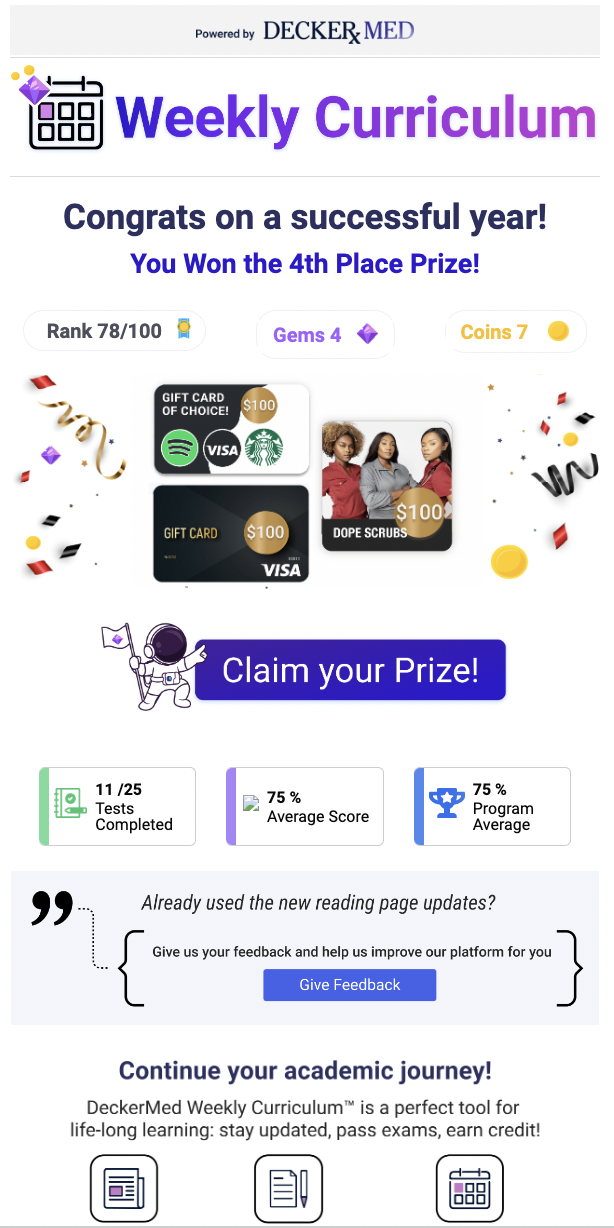 Powered by DECKERMED
Weekly Curriculum
Congrats on a successful year!
You Won the 4th Place Prize!
Rank 78/100
Gems 4
Coins 7
GIFT CARD
OF CHOICE!
$100
VISA
GIFT CARD
$100
VISA
$100
DOPE SCRUBS
Claim your Prize!
11 /25
Tests
Completed
75 %
Average Score
75 %
Program
Average
Already used the new reading page updates?
Give us your feedback and help us improve our platform for you
Give Feedback
Continue your academic journey!
DeckerMed Weekly Curriculum™ is a perfect tool for
life-long learning: stay updated, pass exams, earn credit!